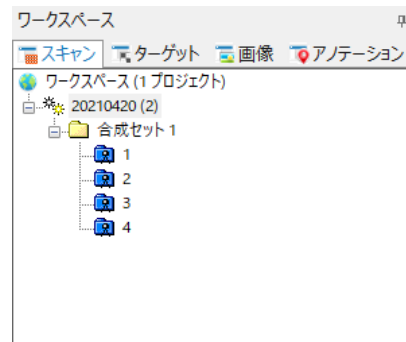 ワークスペース
スキャン ターゲット 画像 アノテーション
ワークスペース (1 プロジェクト)
20210420 (2)
合成セット 1
1
2
3
4